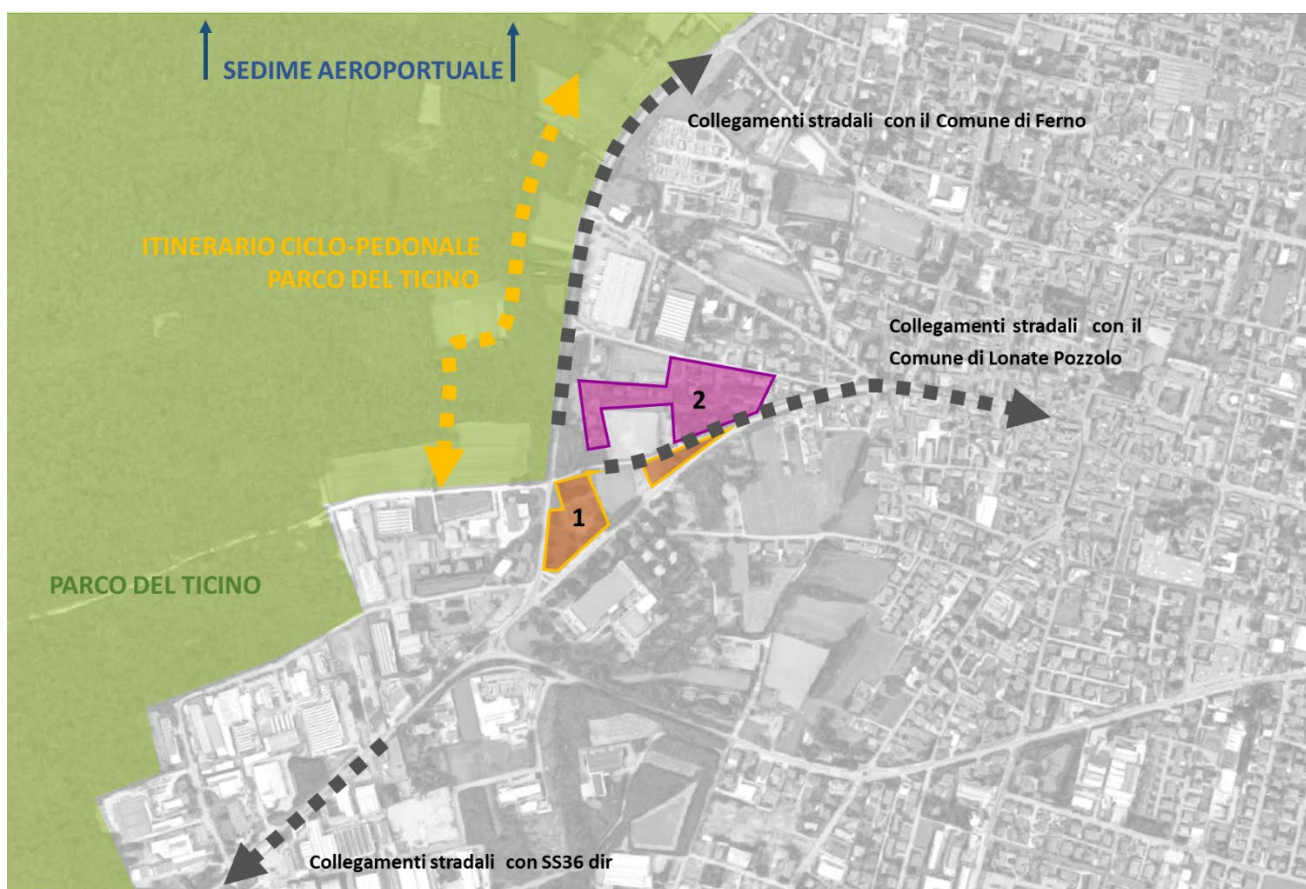 SEDIME AEROPORTUALE
Collegamenti stradali con il Comune di Ferno
ITINERARIO CICLO-PEDONALE
PARCO DEL TICINO
Collegamenti stradali con il
Comune di Lonate Pozzolo
2
1
PARCO DEL TICINO
Collegamenti stradali con SS36 dir